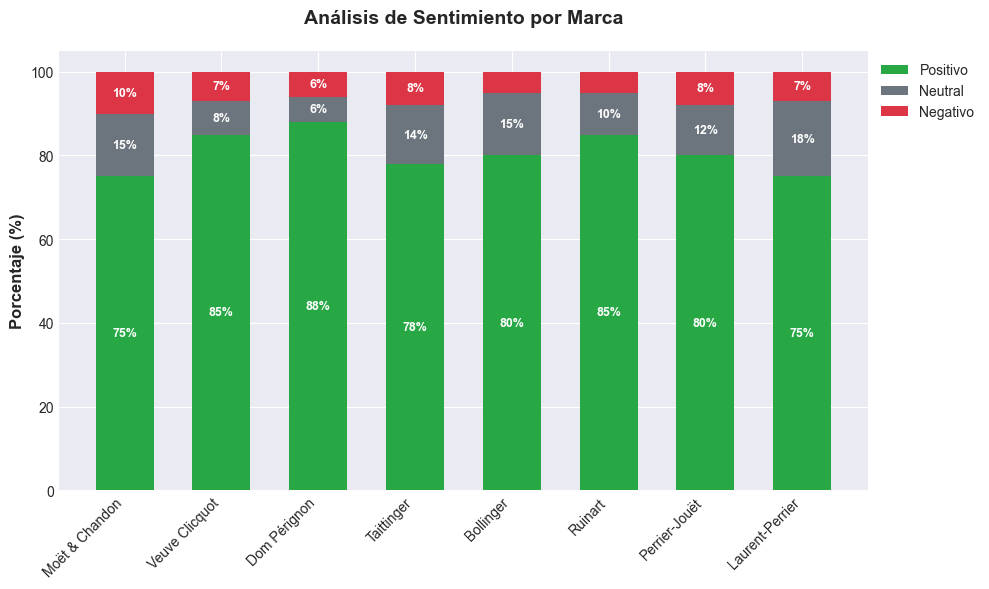 Análisis de Sentimiento por Marca
Positivo
Neutral
Negativo
Porcentaje (%)
100
80
60
40
20
0
10% 7% 6% 8% 8% 7%
15% 8% 6% 14% 15% 10% 12% 18%
75% 85% 88% 78% 80% 85% 80% 75%
Moët & Chandon
Veuve Clicquot
Dom Pérignon
Taittinger
Bollinger
Ruinart
Perrier-Jouët
Laurent-Perrier